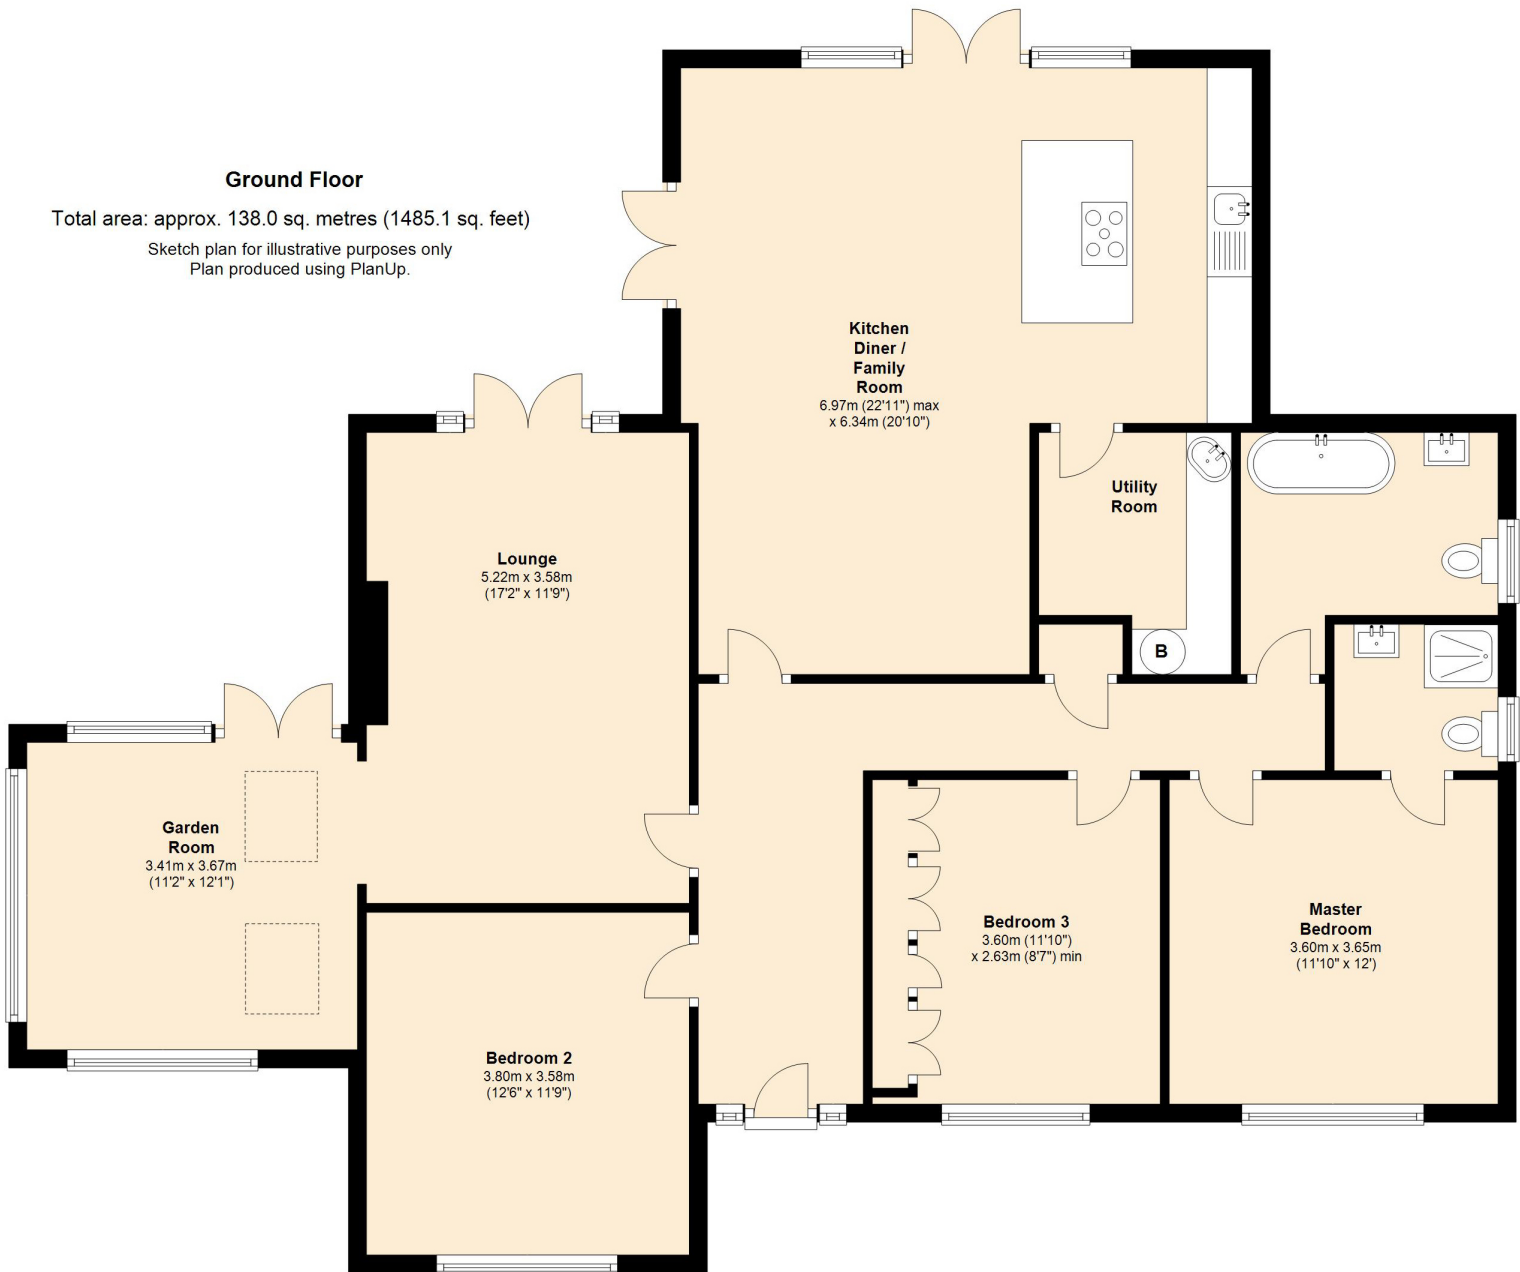 Ground Floor
Total area: approx. 138.0 sq. metres (1485.1 sq. feet)
Sketch plan for illustrative purposes only
Plan produced using PlanUp.
Kitchen
Diner /
Family
Room
6.97m (22'11") max
x 6.34m (20'10")
Utility
Room
B
Lounge
5.22m x 3.58m
(17'2" x 11'9")
Garden
Room
3.41m x 3.67m
(11'2" x 12'1")
Bedroom 3
3.60m (11'10")
x 2.63m (8'7") min
Master
Bedroom
3.60m x 3.65m
(11'10" x 12')
Bedroom 2
3.80m x 3.58m
(12'6" x 11'9")